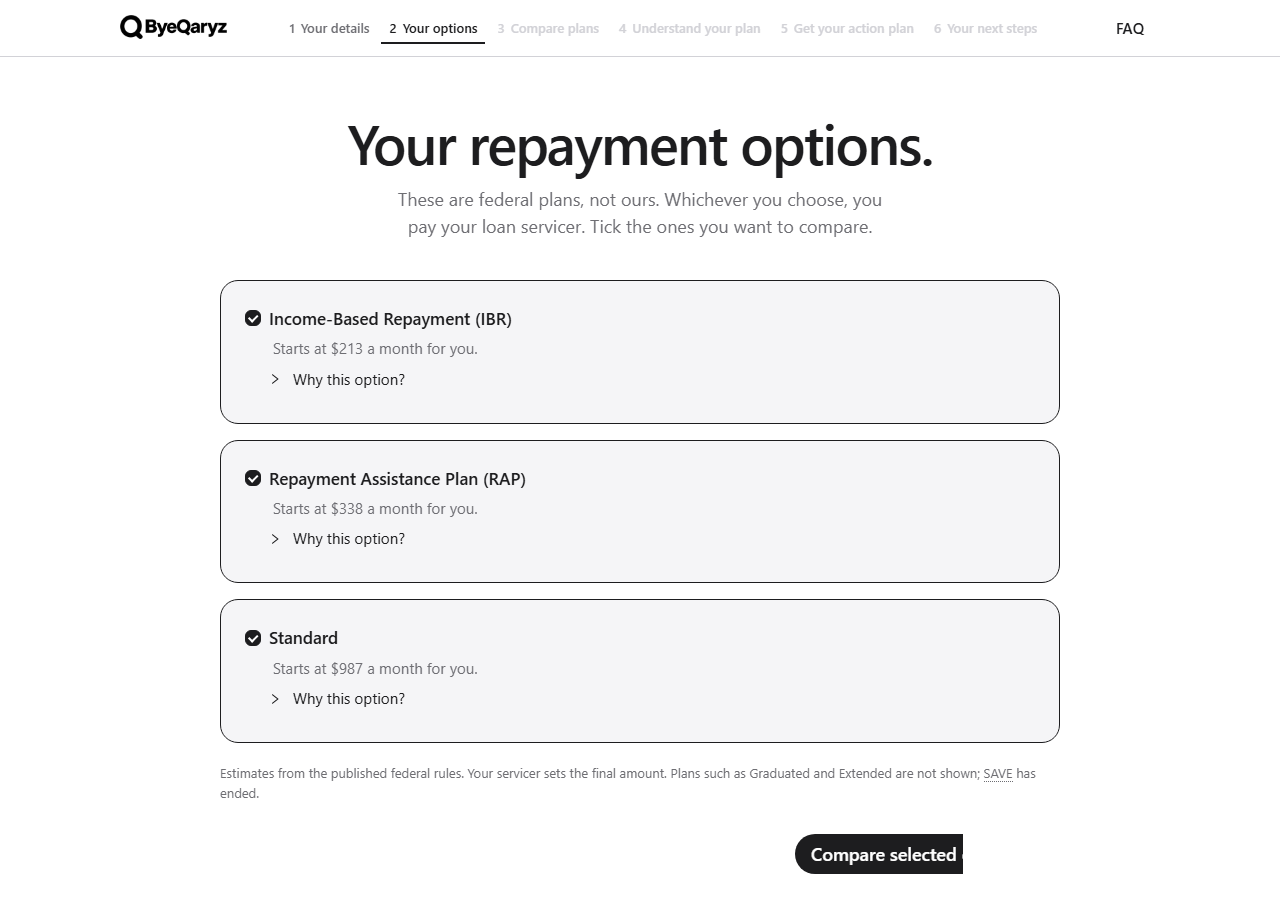 ByeQaryz
1 Your details
2 Your options
3 Compare plans
4 Understand your plan
5 Get your action plan
6 Your next steps
FAQ
Your repayment options.
These are federal plans, not ours. Whichever you choose, you
pay your loan servicer. Tick the ones you want to compare.
Income-Based Repayment (IBR)
Starts at $213 a month for you.
Why this option?
Repayment Assistance Plan (RAP)
Starts at $338 a month for you.
Why this option?
Standard
Starts at $987 a month for you.
Why this option?
Estimates from the published federal rules. Your servicer sets the final amount. Plans such as Graduated and Extended are not shown; SAVE has
ended.
Compare selected